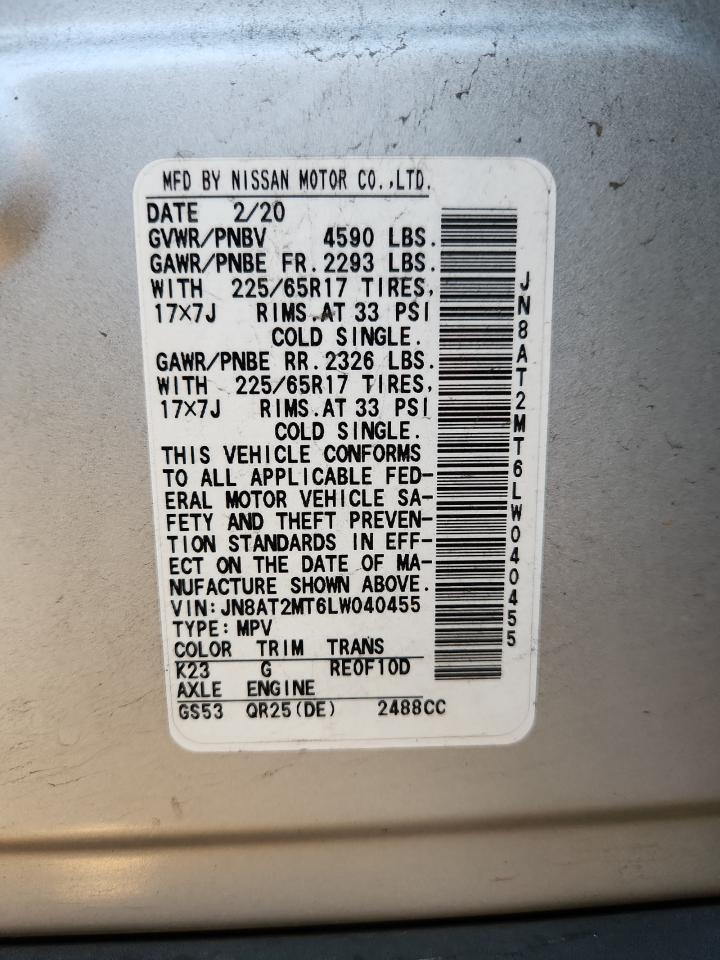 MFD BY NISSAN MOTOR CO.,LTD.
DATE 2/20
GVWR/PNBV 4590 LBS.
GAWR/PNBE FR. 2293 LBS.
WITH 225/65R17 TIRES,
17×7J RIMS.AT 33 PSI
COLD SINGLE.
GAWR/PNBE RR. 2326 LBS.
WITH 225/65R17 TIRES,
17×7J RIMS.AT 33 PSI
COLD SINGLE.
THIS VEHICLE CONFORMS
TO ALL APPLICABLE FED-
ERAL MOTOR VEHICLE SA-
FETY AND THEFT PREVEN-
TION STANDARDS IN EFF-
ECT ON THE DATE OF MA-
NUFACTURE SHOWN ABOVE.
VIN:JN8AT2MT6LW040455
TYPE:MPV
COLOR TRIM TRANS
K23 G RE0F10D
AXLE ENGINE
GS53 QR25(DE) 2488CC
JN8AT2MT6LW040455